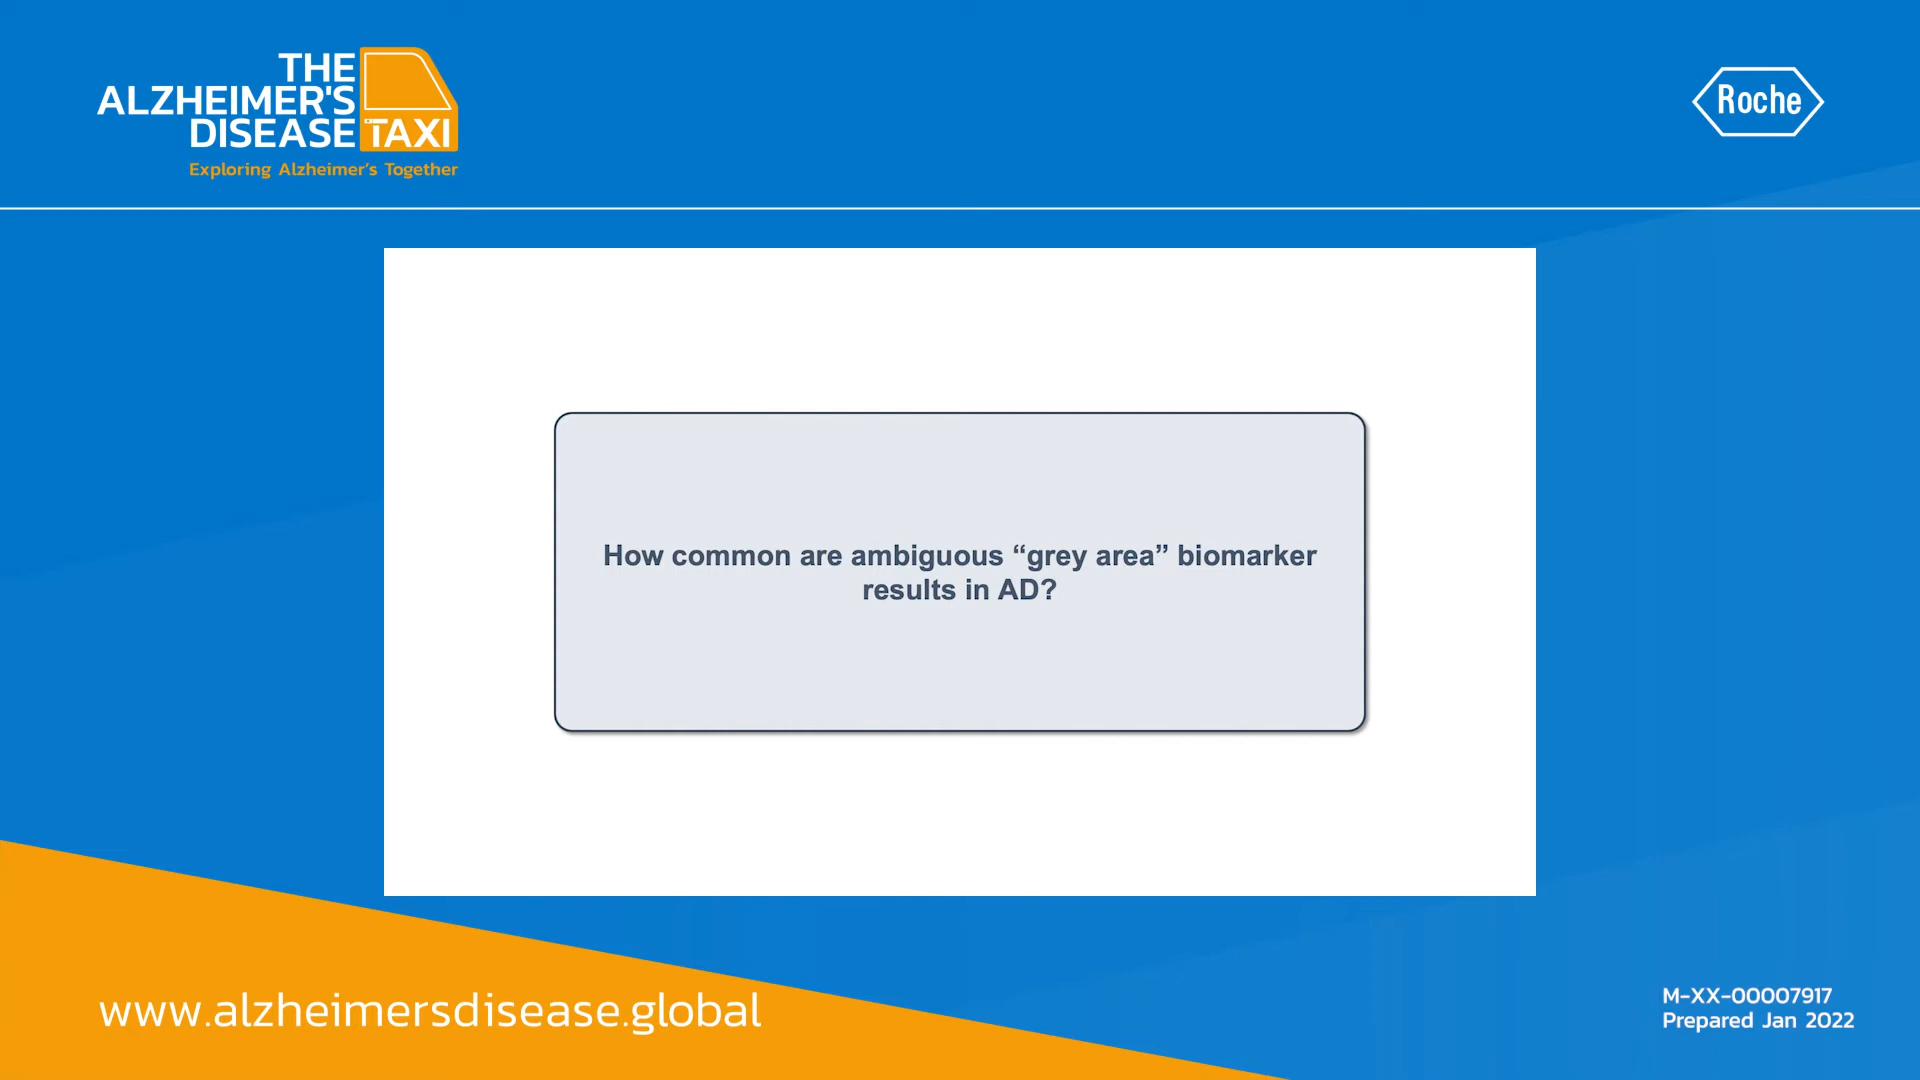 THE
ALZHEIMER'S
DISEASE TAXI
Exploring Alzheimer's Together
Roche
How common are ambiguous “grey area” biomarker
results in AD?
www.alzheimersdisease.global
M-XX-00007917
Prepared Jan 2022